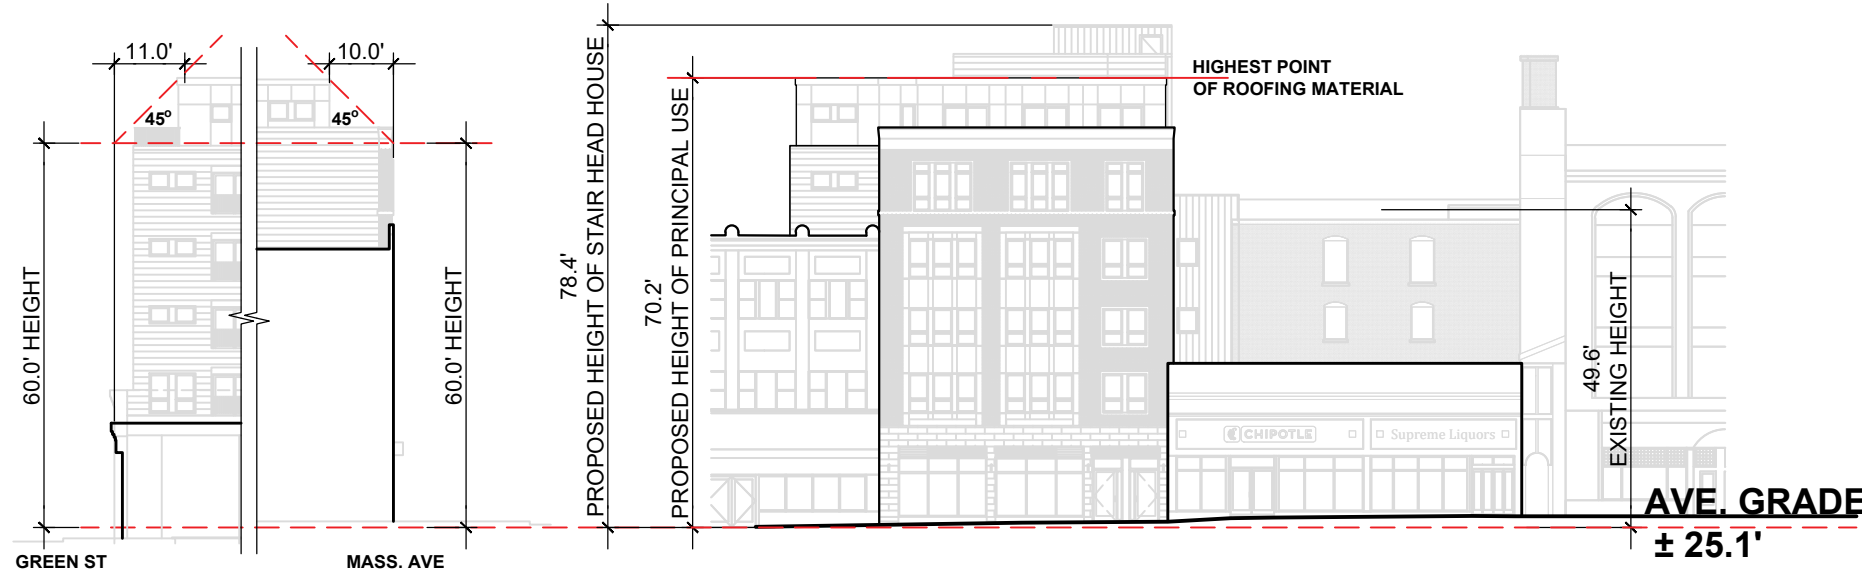 11.0'
10.0'
45°
45°
60.0' HEIGHT
60.0' HEIGHT
GREEN ST
MASS. AVE
78.4'
PROPOSED HEIGHT OF STAIR HEAD HOUSE
70.2'
PROPOSED HEIGHT OF PRINCIPAL USE
HIGHEST POINT
OF ROOFING MATERIAL
CHIPOTLE
Supreme Liquors
49.6'
EXISTING HEIGHT
AVE. GRADE
± 25.1'